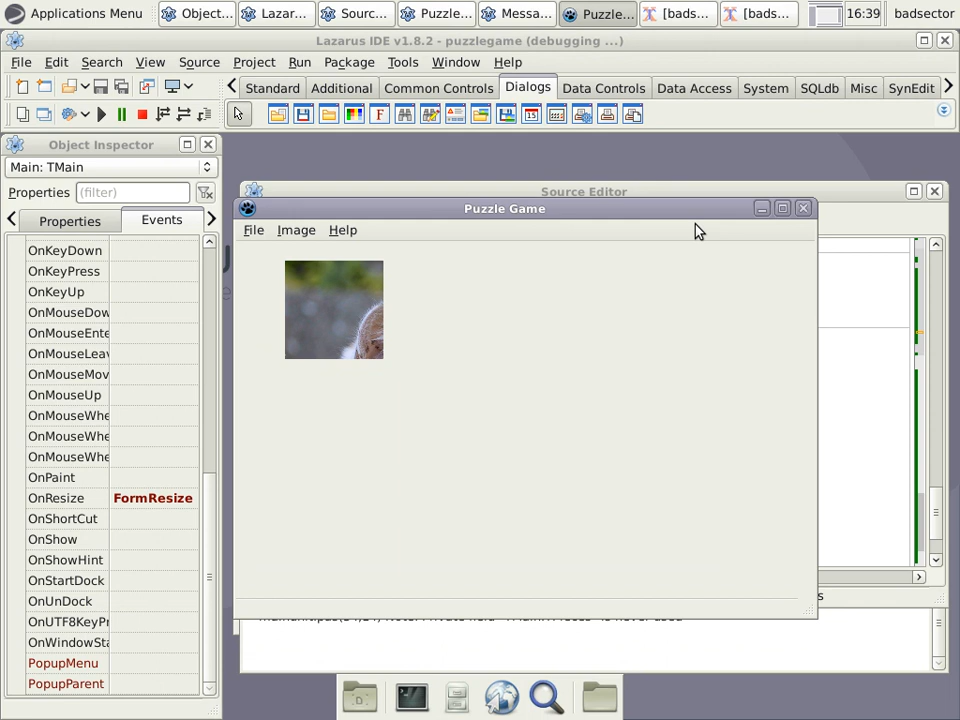 Applications Menu
Object...
Lazar...
Sourc...
Puzzle...
Messa...
Puzzle...
[bads...
[bads...
16:39
badsector
Lazarus IDE v1.8.2 - puzzlegame (debugging ...)
File Edit Search View Source Project Run Package Tools Window Help
Standard Additional Common Controls Dialogs Data Controls Data Access System SQLdb Misc SynEdit
Object Inspector
Main: TMain
Properties (filter)
Properties Events
OnKeyDown
OnKeyPress
OnKeyUp
OnMouseDow
OnMouseEnte
OnMouseLeav
OnMouseMov
OnMouseUp
OnMouseWhe
OnMouseWhe
OnMouseWhe
OnPaint
OnResize FormResize
OnShortCut
OnShow
OnShowHint
OnStartDock
OnUnDock
OnUTF8KeyPr
OnWindowSta
PopupMenu
PopupParent
Source Editor
Puzzle Game
File Image Help